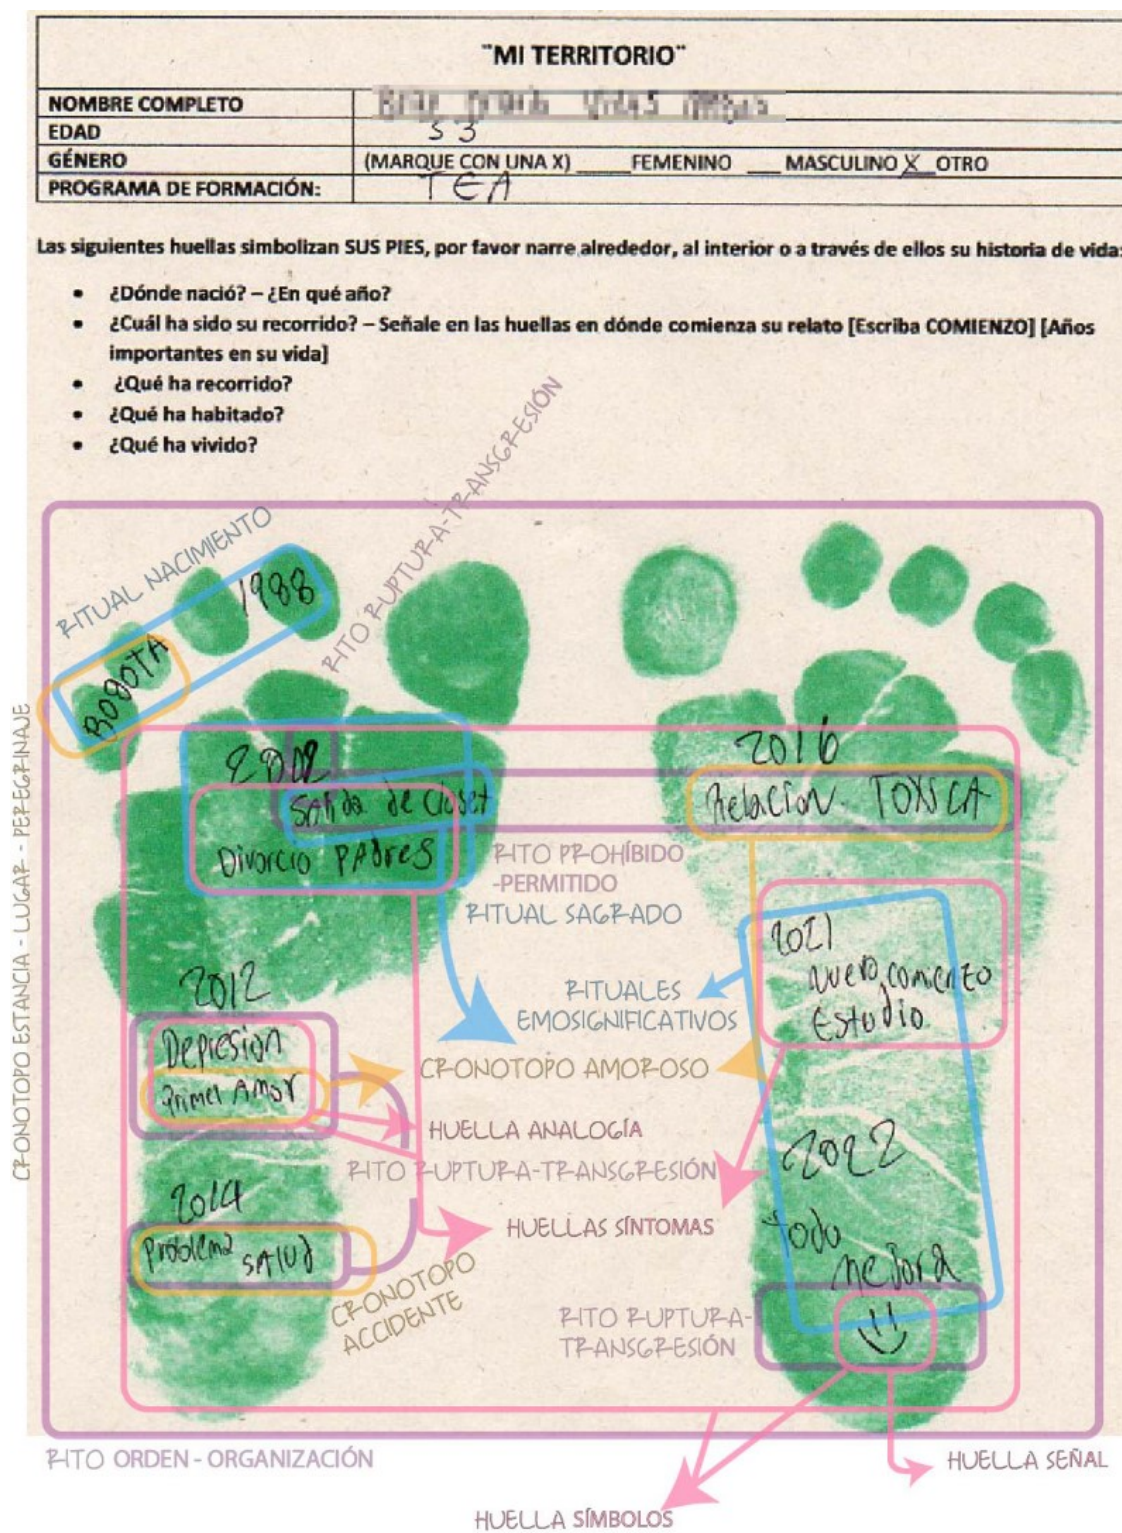 "MI TERRITORIO"
NOMBRE COMPLETO
EDAD 33
GÉNERO (MARQUE CON UNA X) _____FEMENINO ___ MASCULINO X__OTRO
PROGRAMA DE FORMACIÓN: TEA
Las siguientes huellas simbolizan SUS PIES, por favor narre alrededor, al interior o a través de ellos su historia de vida:
• ¿Dónde nació? – ¿En qué año?
• ¿Cuál ha sido su recorrido? – Señale en las huellas en dónde comienza su relato [Escriba COMIENZO] [Años
importantes en su vida]
• ¿Qué ha recorrido?
• ¿Qué ha habitado?
• ¿Qué ha vivido?
RITUAL NACIMIENTO
RITO RUPTURA-TRANSGRESIÓN
BOGOTA 1988
CRONOTOPO ESTANCIA - LUGAR - PEREGRINAJE
Salida de closet
Divorcio PAdres
2016
Relacion TOXICA
RITO PROHÍBIDO
-PERMITIDO
RITUAL SAGRADO
2012
Depresion
Primer Amor
2021
Nuevo comienzo
Estudio
RITUALES
EMOSIGNIFICATIVOS
CRONOTOPO AMOROSO
HUELLA ANALOGÍA
RITO RUPTURA-TRANSGRESIÓN
HUELLAS SÍNTOMAS
2014
Problema SAlud
CRONOTOPO
ACCIDENTE
2022
todo
mejora
RITO RUPTURA-
TRANSGRESIÓN
RITO ORDEN - ORGANIZACIÓN
HUELLA SEÑAL
HUELLA SÍMBOLOS